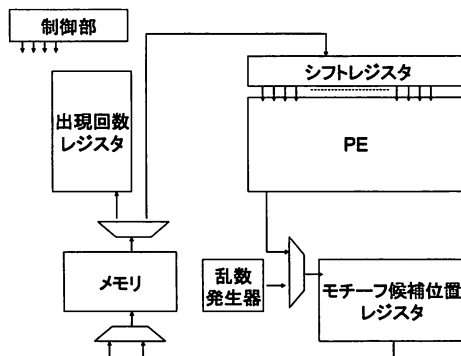 制御部
シフトレジスタ
出現回数
レジスタ
PE
メモリ
乱数
発生器
モチーフ候補位置
レジスタ